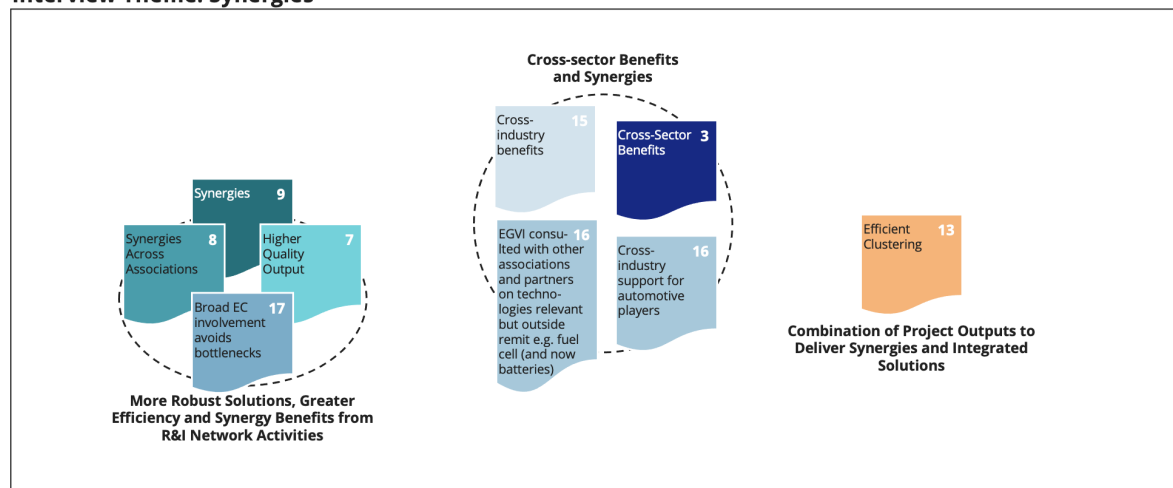 Interview Theme: Synergies
Cross-sector Benefits
and Synergies
Cross-
industry
benefits
15
Cross-Sector
Benefits
3
EGVI consu-
lted with other
associations
and partners
on techno-
logies relevant
but outside
remit e.g. fuel
cell (and now
batteries)
16
Cross-
industry
support for
automotive
players
16
Synergies
9
Synergies
Across
Associations
8
Higher
Quality
Output
7
Broad EC
involvement
avoids
bottlenecks
17
More Robust Solutions, Greater
Efficiency and Synergy Benefits from
R&I Network Activities
Efficient
Clustering
13
Combination of Project Outputs to
Deliver Synergies and Integrated
Solutions